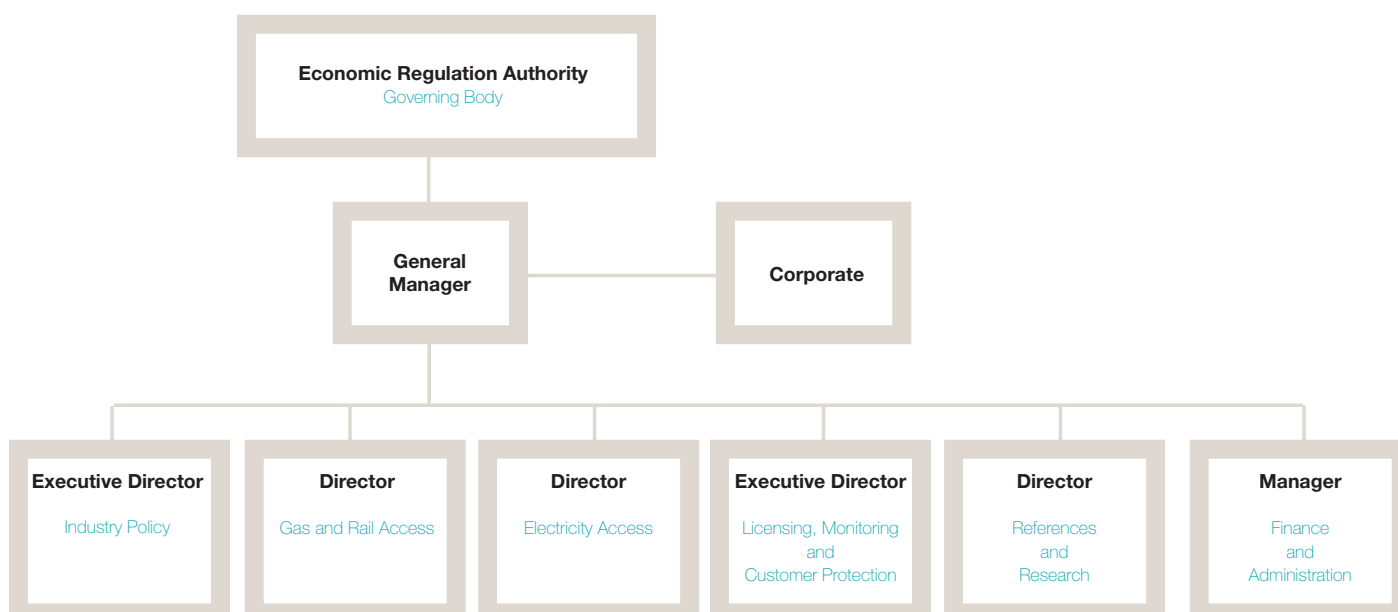 Economic Regulation Authority
Governing Body
General
Manager
Corporate
Executive Director
Industry Policy
Director
Gas and Rail Access
Director
Electricity Access
Executive Director
Licensing, Monitoring
and
Customer Protection
Director
References
and
Research
Manager
Finance
and
Administration